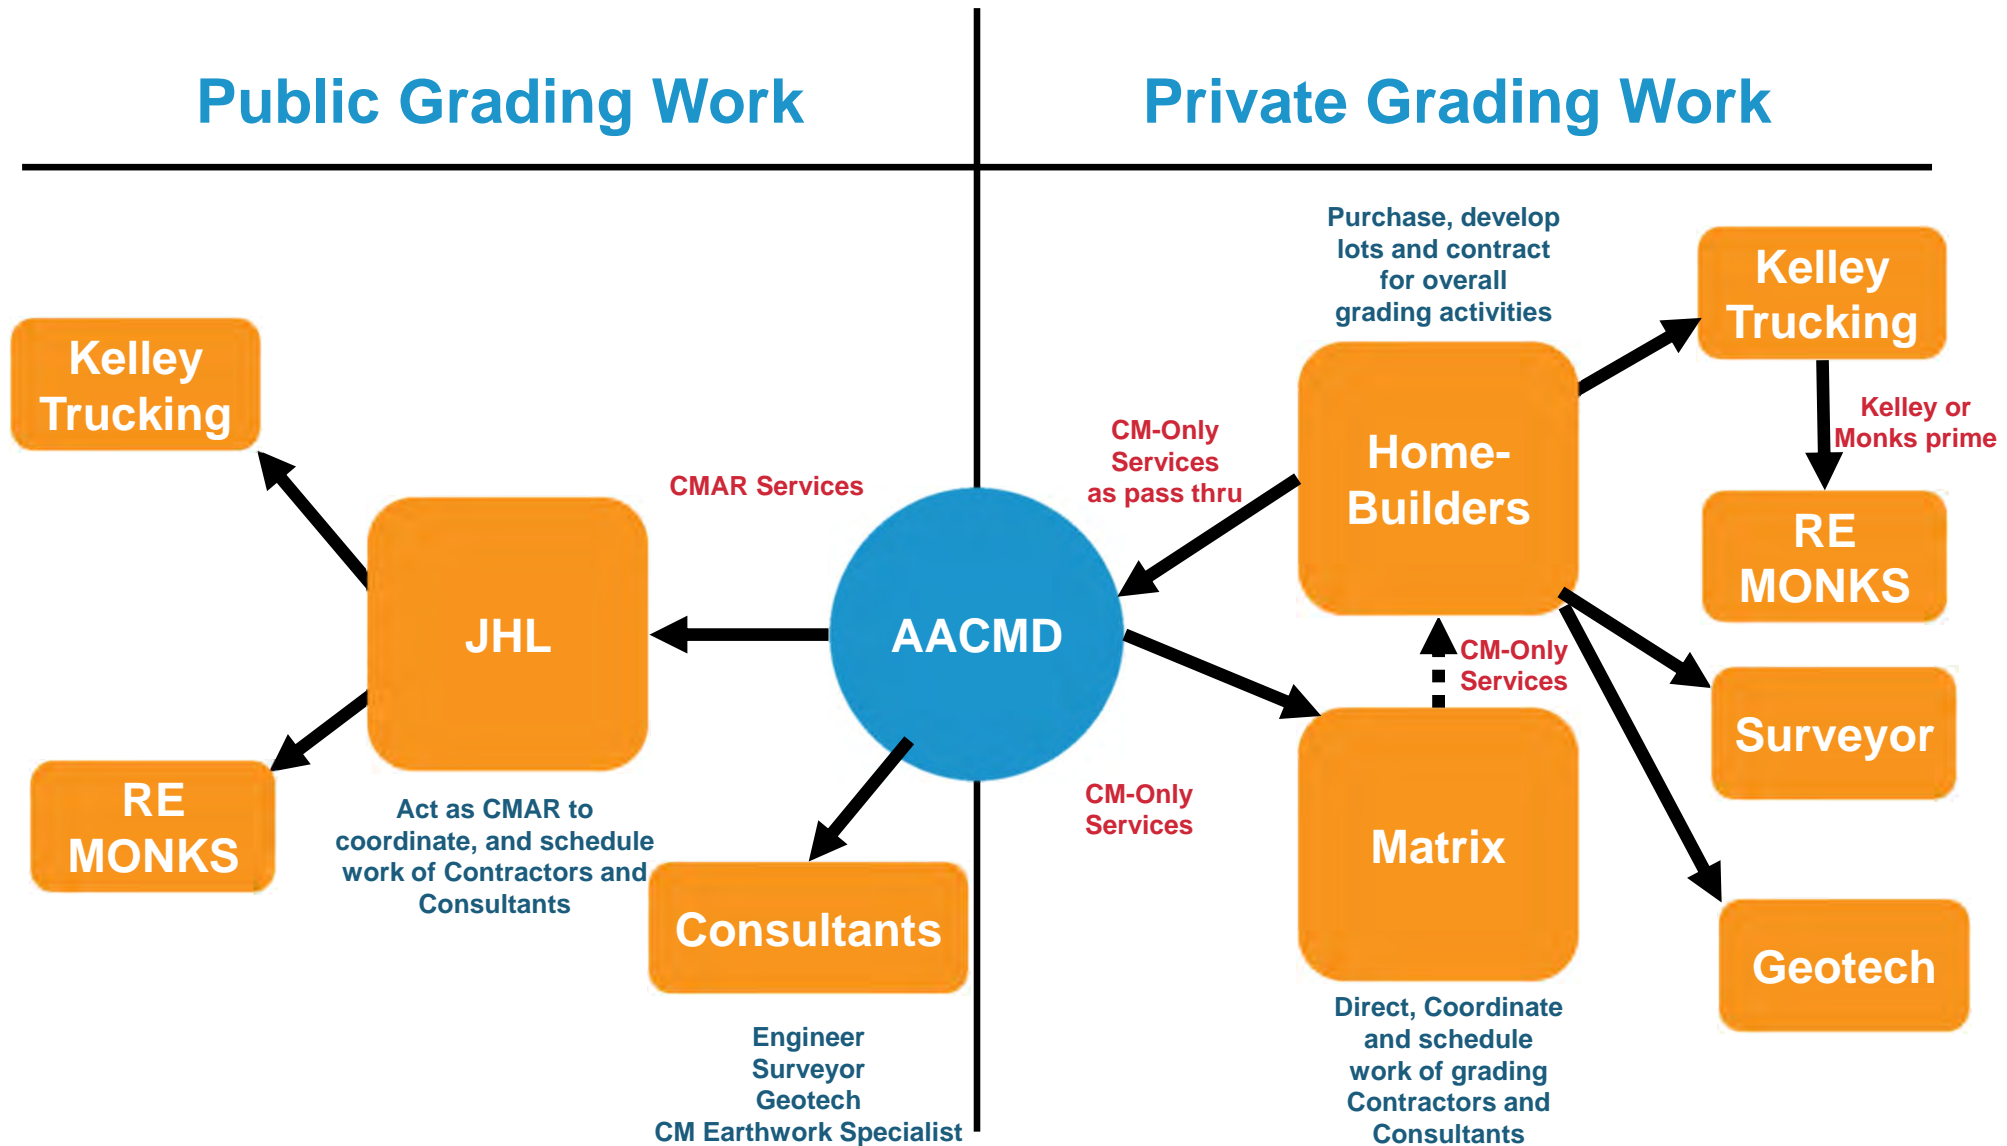 Public Grading Work
Private Grading Work
Kelley
Trucking
CMAR Services
JHL
RE
MONKS
Act as CMAR to
coordinate, and schedule
work of Contractors and
Consultants
AACMD
Consultants
Engineer
Surveyor
Geotech
CM Earthwork Specialist
Purchase, develop
lots and contract
for overall
grading activities
Home-
Builders
CM-Only
Services
as pass thru
CM-Only
Services
CM-Only
Services
Matrix
Direct, Coordinate
and schedule
work of grading
Contractors and
Consultants
Kelley
Trucking
Kelley or
Monks prime
RE
MONKS
Surveyor
Geotech